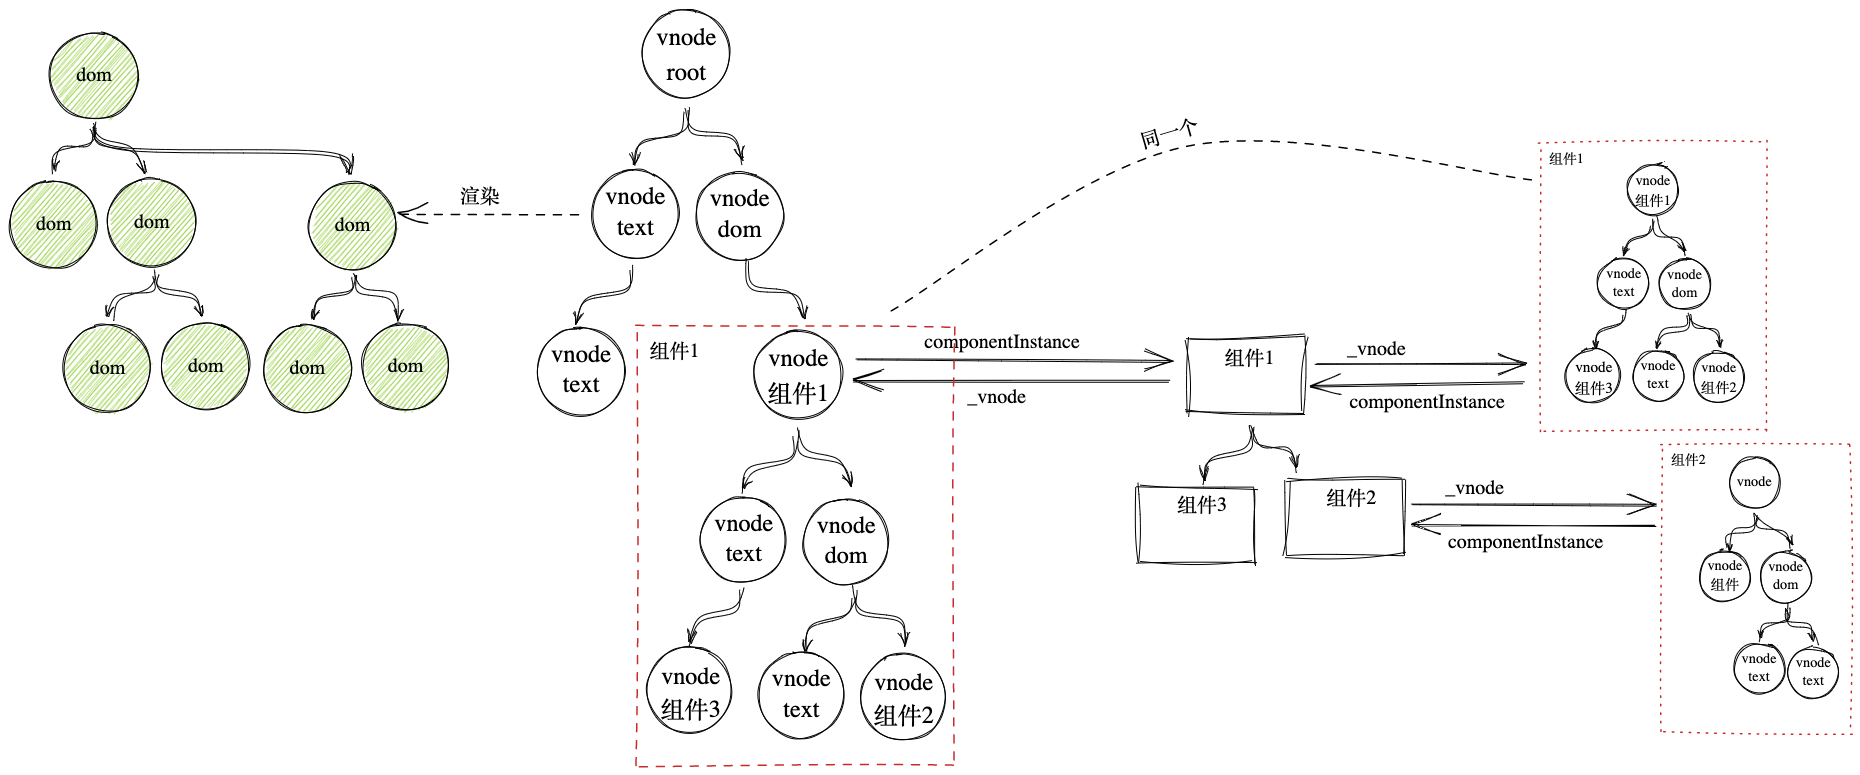 dom
dom
dom
dom
dom
dom
dom
dom
渲染
vnode
root
vnode
text
vnode
dom
vnode
text
组件1
vnode
组件1
vnode
text
vnode
dom
vnode
组件3
vnode
text
vnode
组件2
同一个
componentInstance
_vnode
组件1
_vnode
componentInstance
组件3
组件2
_vnode
componentInstance
组件1
vnode
组件1
vnode
text
vnode
dom
vnode
组件3
vnode
text
vnode
组件2
组件2
vnode
vnode
组件
vnode
dom
vnode
text
vnode
text